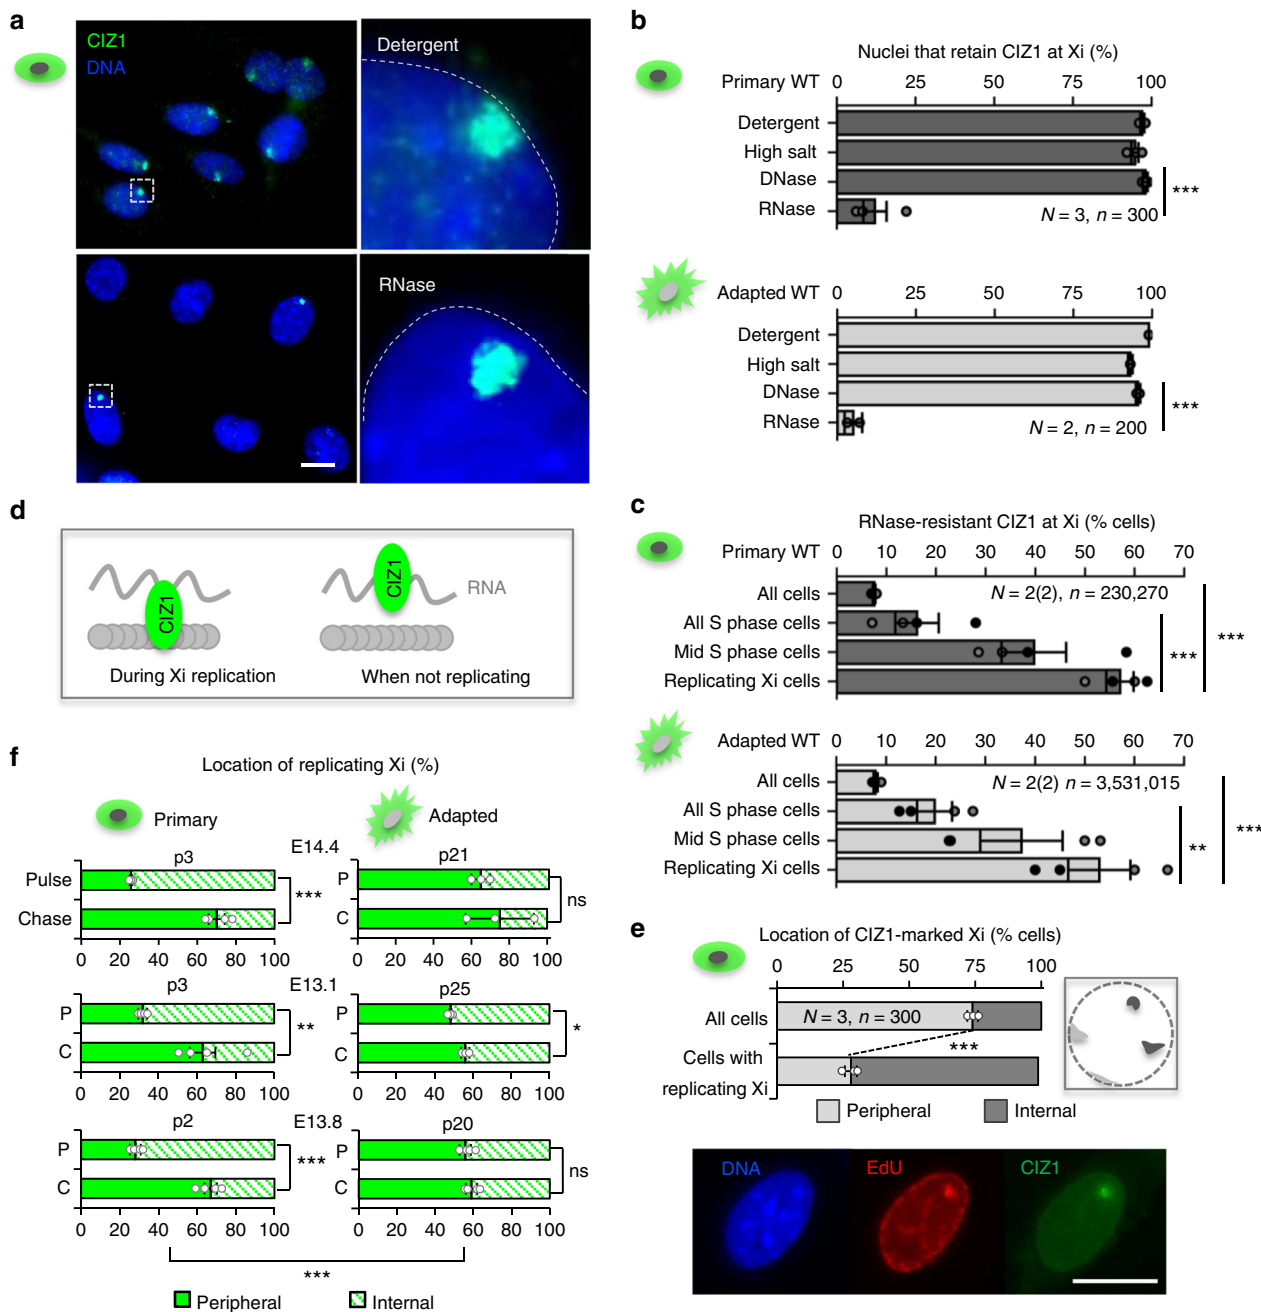 a
CIZ1
DNA
Detergent
RNase
b
Nuclei that retain CIZ1 at Xi (%)
Primary WT 0 25 50 75 100
Detergent
High salt
DNase
RNase
***
N = 3, n = 300
Adapted WT 0 25 50 75 100
Detergent
High salt
DNase
RNase
***
N = 2, n = 200
c
RNase-resistant CIZ1 at Xi (% cells)
Primary WT 0 10 20 30 40 50 60 70
All cells
N = 2(2), n = 230,270
All S phase cells
Mid S phase cells
Replicating Xi cells
***
***
Adapted WT 0 10 20 30 40 50 60 70
All cells
N = 2(2) n = 3,531,015
All S phase cells
Mid S phase cells
Replicating Xi cells
**
***
d
CIZ1
CIZ1
RNA
During Xi replication
When not replicating
e
Location of CIZ1-marked Xi (% cells)
0 25 50 75 100
All cells
N = 3, n = 300
***
Cells with
replicating Xi
Peripheral
Internal
DNA
EdU
CIZ1
f
Location of replicating Xi (%)
Primary
Adapted
E14.4
p3
p21
Pulse
Chase
***
P
C
ns
0 20 40 60 80 100
0 20 40 60 80 100
E13.1
p3
p25
P
C
**
*
0 20 40 60 80 100
0 20 40 60 80 100
E13.8
p2
p20
P
C
***
ns
0 20 40 60 80 100
0 20 40 60 80 100
***
Peripheral
Internal